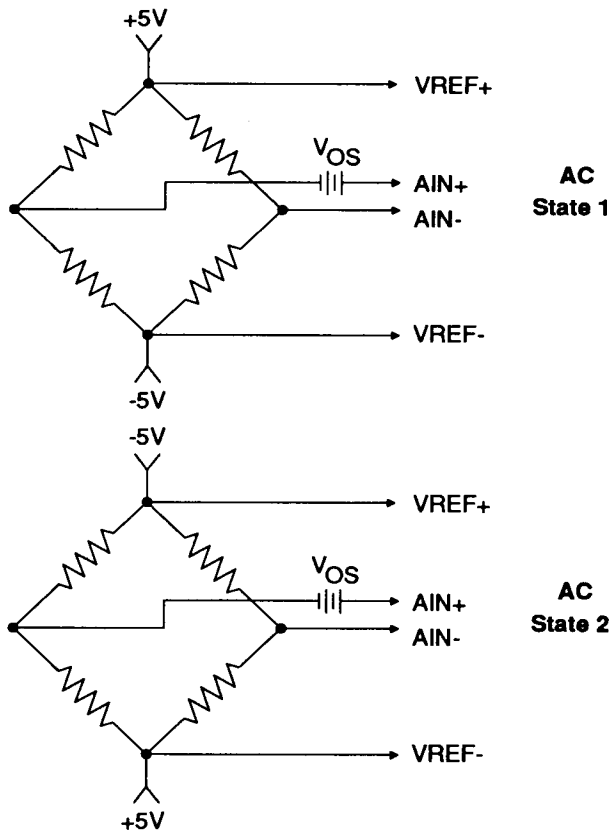 +5V
VREF+
VOS
AIN+
AC
State 1
AIN-
VREF-
-5V
-5V
VREF+
VOS
AIN+
AC
State 2
AIN-
VREF-
+5V